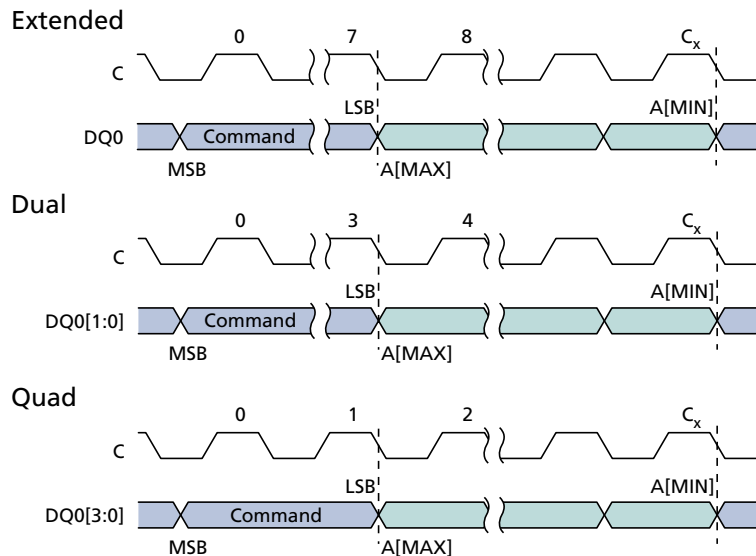 Extended
0 7 8 Cx
C
LSB A[MIN]
DQ0 Command
MSB A[MAX]
Dual
0 3 4 Cx
C
LSB A[MIN]
DQ0[1:0] Command
MSB A[MAX]
Quad
0 1 2 Cx
C
LSB A[MIN]
DQ0[3:0] Command
MSB A[MAX]